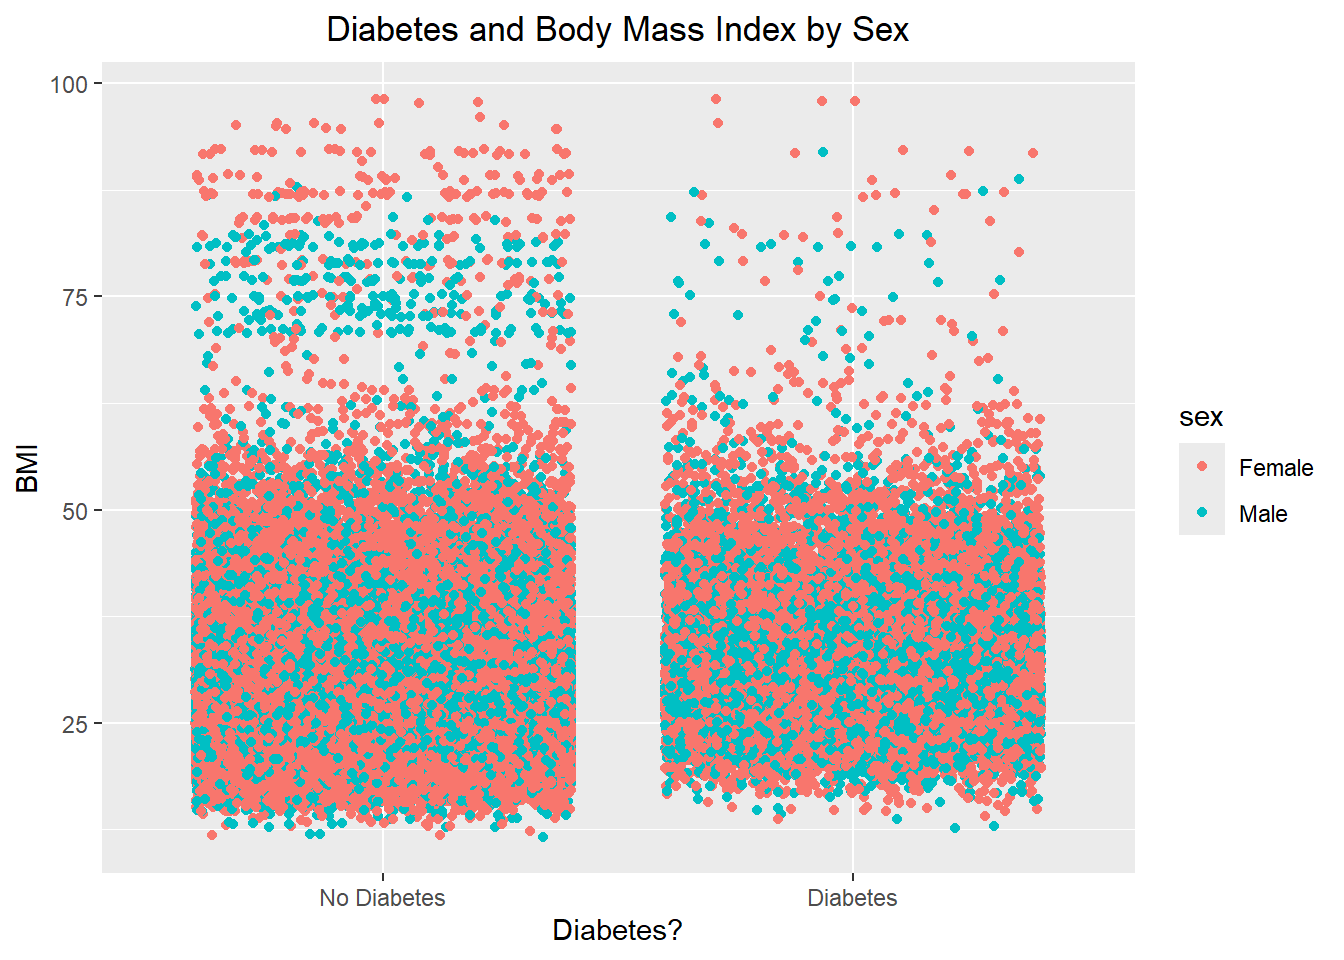 Diabetes and Body Mass Index by Sex
100
75
50
25
BMI
No Diabetes
Diabetes
Diabetes?
sex
Female
Male